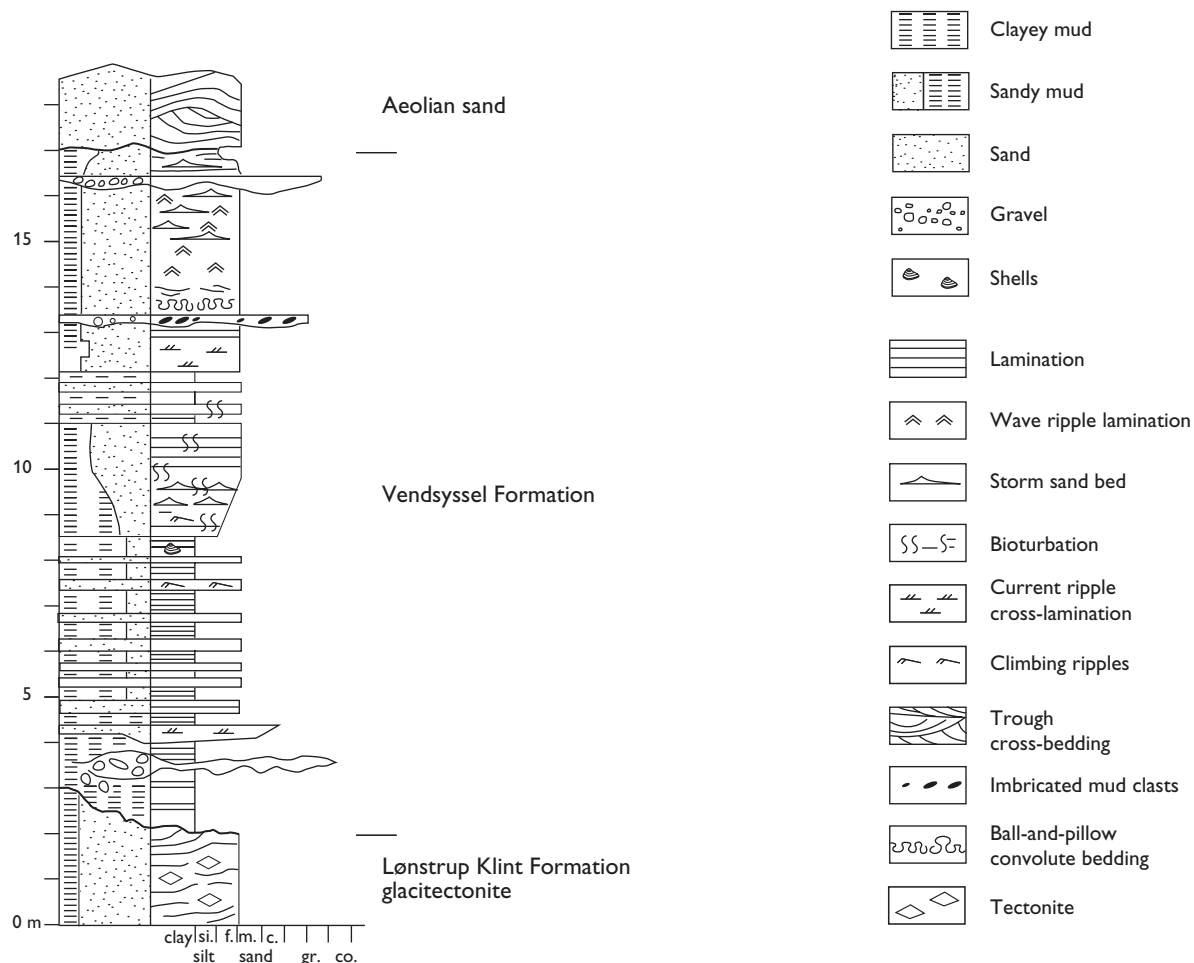 Clayey mud
Sandy mud
Sand
Gravel
Shells
Lamination
Wave ripple lamination
Storm sand bed
Bioturbation
Current ripple
cross-lamination
Climbing ripples
Trough
cross-bedding
Imbricated mud clasts
Ball-and-pillow
convolute bedding
Tectonite
Aeolian sand
Vendsyssel Formation
Lønstrup Klint Formation
glacitectonite
15
10
5
0 m
clay si. f. m. c.
silt sand gr. co.